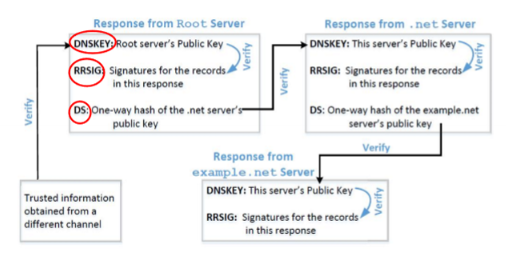 Response from Root Server
DNSKEY: Root server's Public Key
RRSIG: Signatures for the records
in this response
DS: One-way hash of the .net server's
public key
Verify
Verify
Verify
Response from .net Server
DNSKEY: This server's Public Key
RRSIG: Signatures for the records
in this response
DS: One-way hash of the example.net
server's public key
Verify
Verify
Response from
example.net Server
DNSKEY: This server's Public Key
RRSIG: Signatures for the records
in this response
Verify
Trusted information
obtained from a
different channel